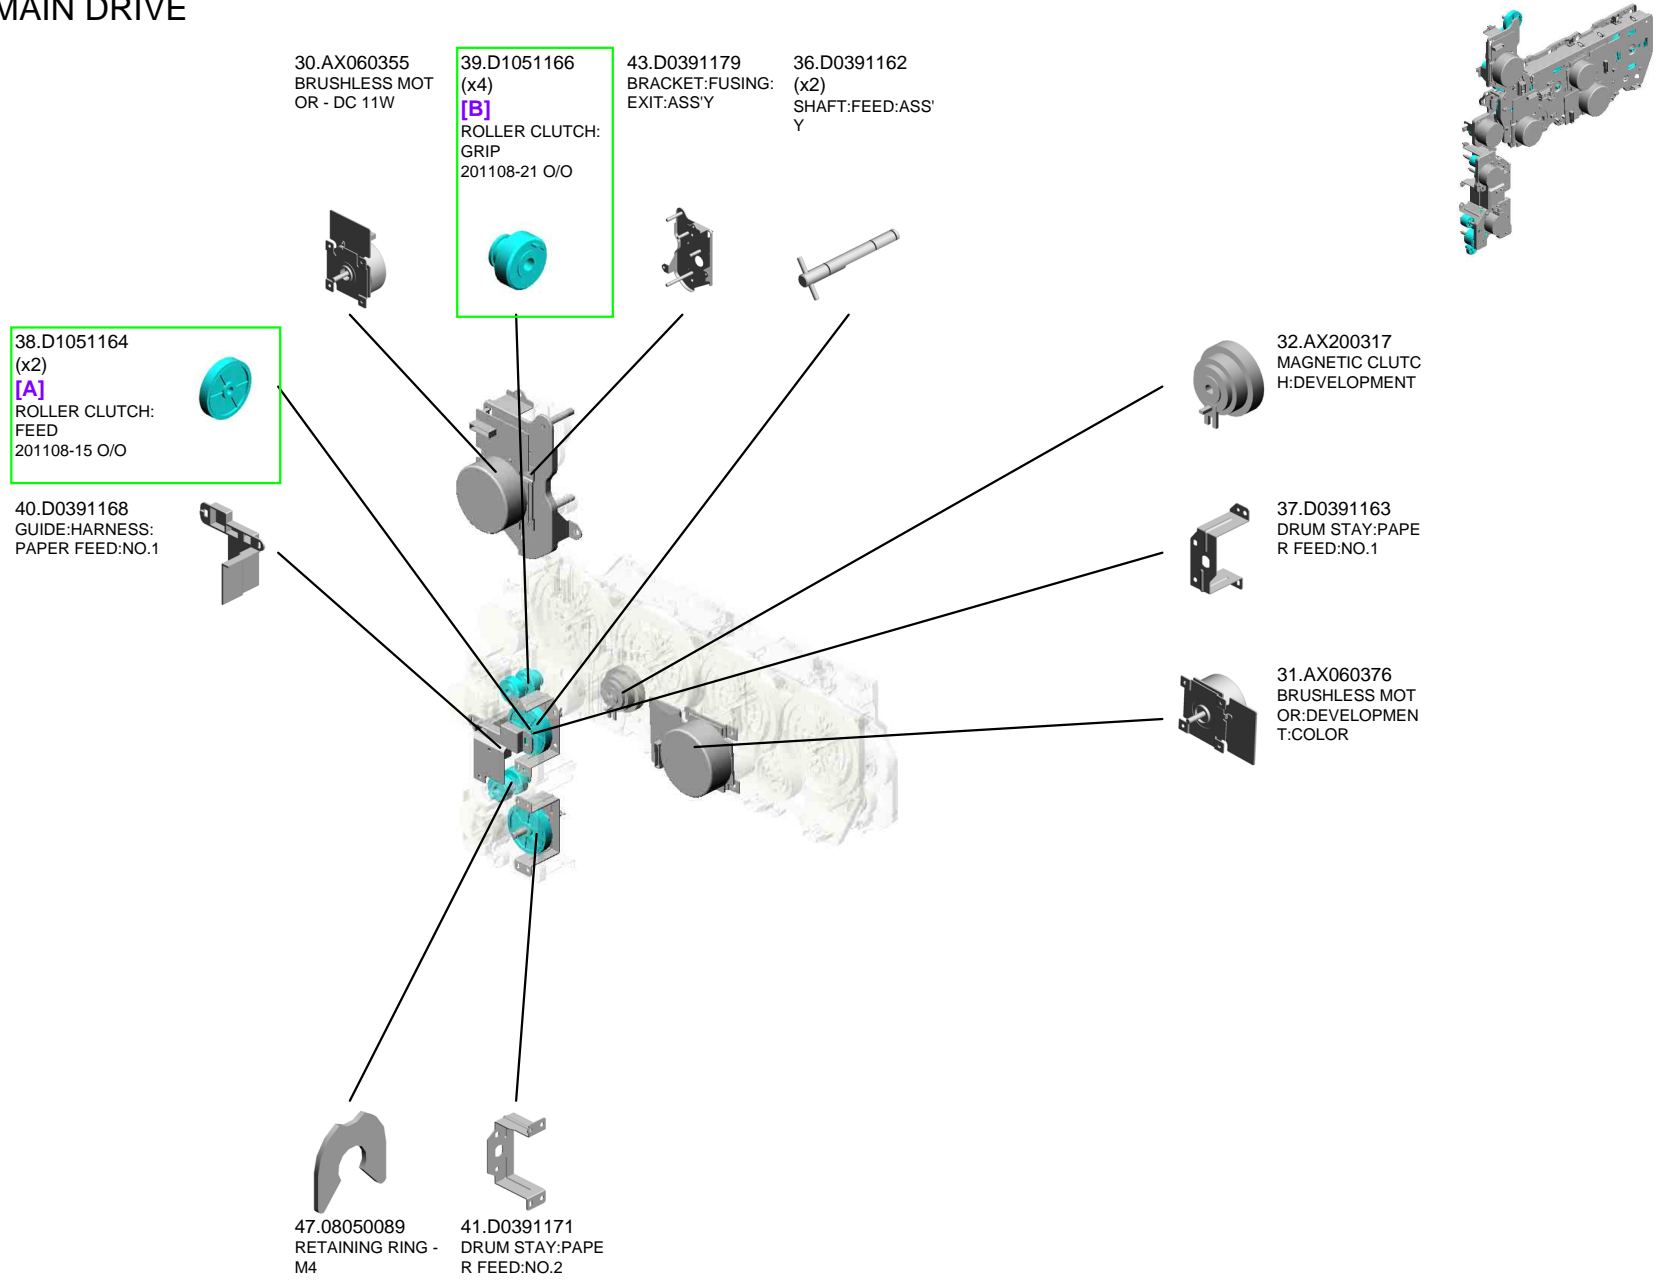 MAIN DRIVE
30.AX060355
BRUSHLESS MOT
OR - DC 11W
39.D1051166
(x4)
[B]
ROLLER CLUTCH:
GRIP
201108-21 O/O
43.D0391179
BRACKET:FUSING:
EXIT:ASS'Y
36.D0391162
(x2)
SHAFT:FEED:ASS'
Y
38.D1051164
(x2)
[A]
ROLLER CLUTCH:
FEED
201108-15 O/O
32.AX200317
MAGNETIC CLUTC
H:DEVELOPMENT
40.D0391168
GUIDE:HARNESS:
PAPER FEED:NO.1
37.D0391163
DRUM STAY:PAPE
R FEED:NO.1
31.AX060376
BRUSHLESS MOT
OR:DEVELOPMEN
T:COLOR
47.08050089
RETAINING RING -
M4
41.D0391171
DRUM STAY:PAPE
R FEED:NO.2